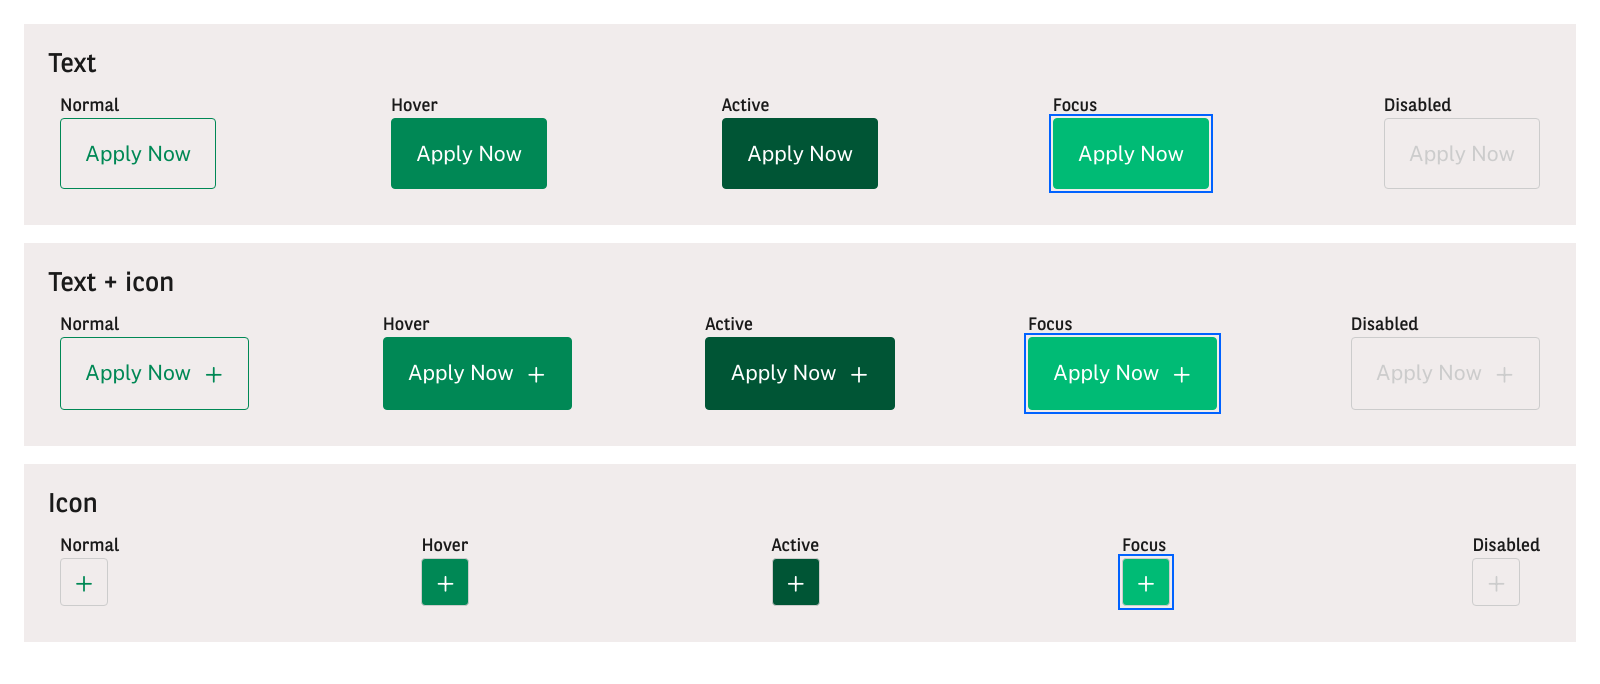 Text
Normal Hover Active Focus Disabled
Apply Now Apply Now Apply Now Apply Now Apply Now
Text + icon
Normal Hover Active Focus Disabled
Apply Now + Apply Now + Apply Now + Apply Now + Apply Now +
Icon
Normal Hover Active Focus Disabled
+ + + + +